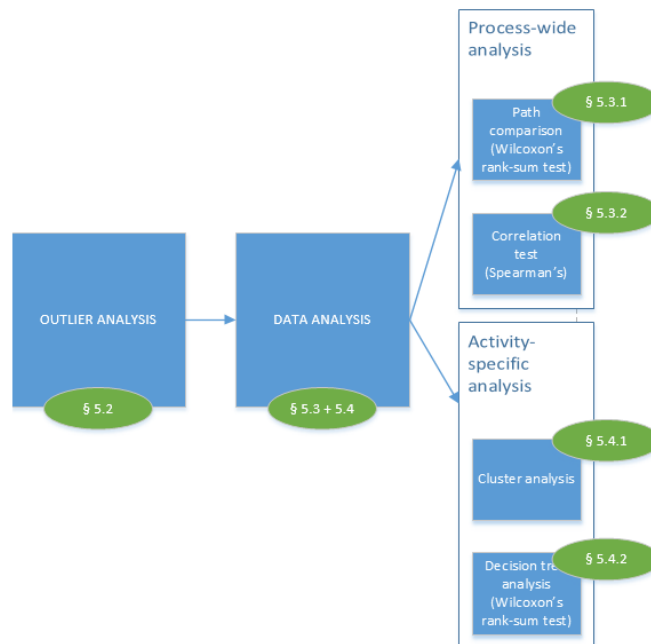 Process-wide
analysis
§ 5.3.1
Path
comparison
(Wilcoxon's
rank-sum test)
§ 5.3.2
Correlation
test
(Spearman's)
OUTLIER ANALYSIS
§ 5.2
DATA ANALYSIS
§ 5.3 + 5.4
Activity-
specific
analysis
§ 5.4.1
Cluster analysis
§ 5.4.2
Decision tree
analysis
(Wilcoxon's
rank-sum test)